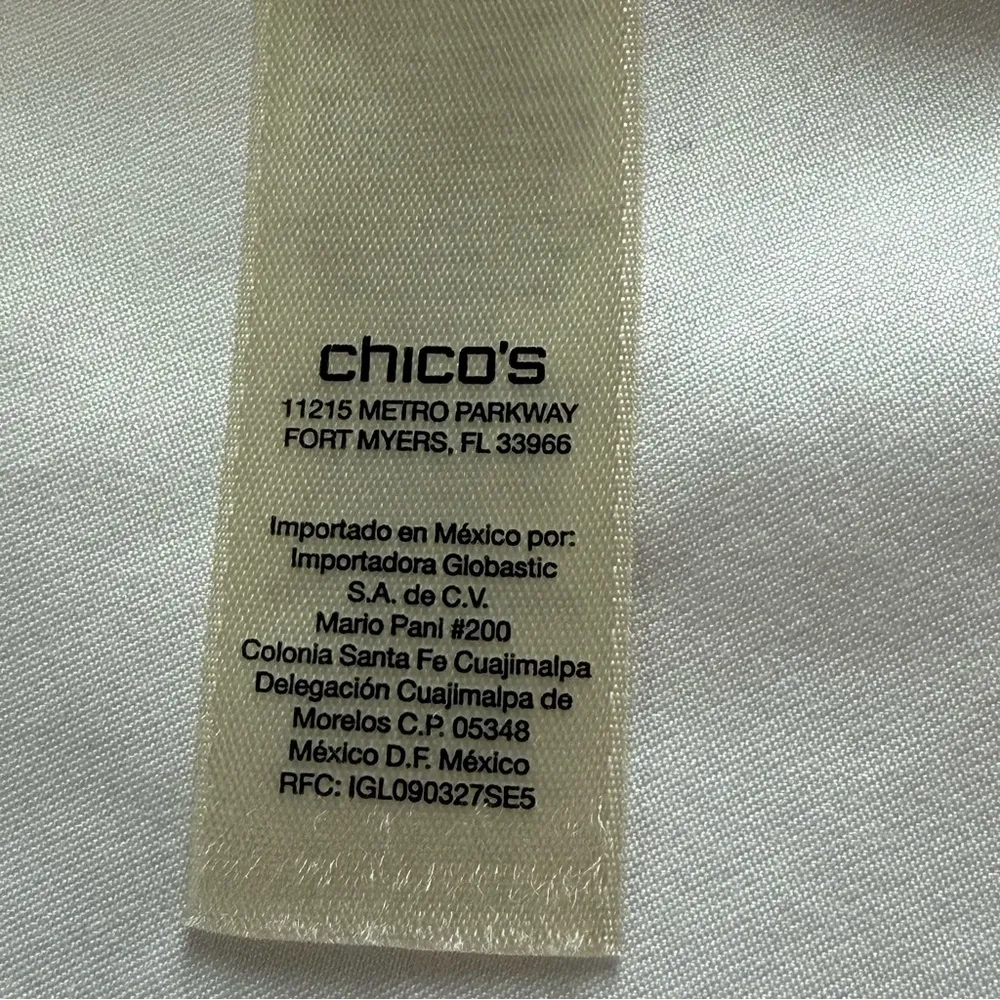 chico's
11215 METRO PARKWAY
FORT MYERS, FL 33966
Importado en México por:
Importadora Globastic
S.A. de C.V.
Mario Pani #200
Colonia Santa Fe Cuajimalpa
Delegación Cuajimalpa de
Morelos C.P. 05348
México D.F. México
RFC: IGL090327SE5